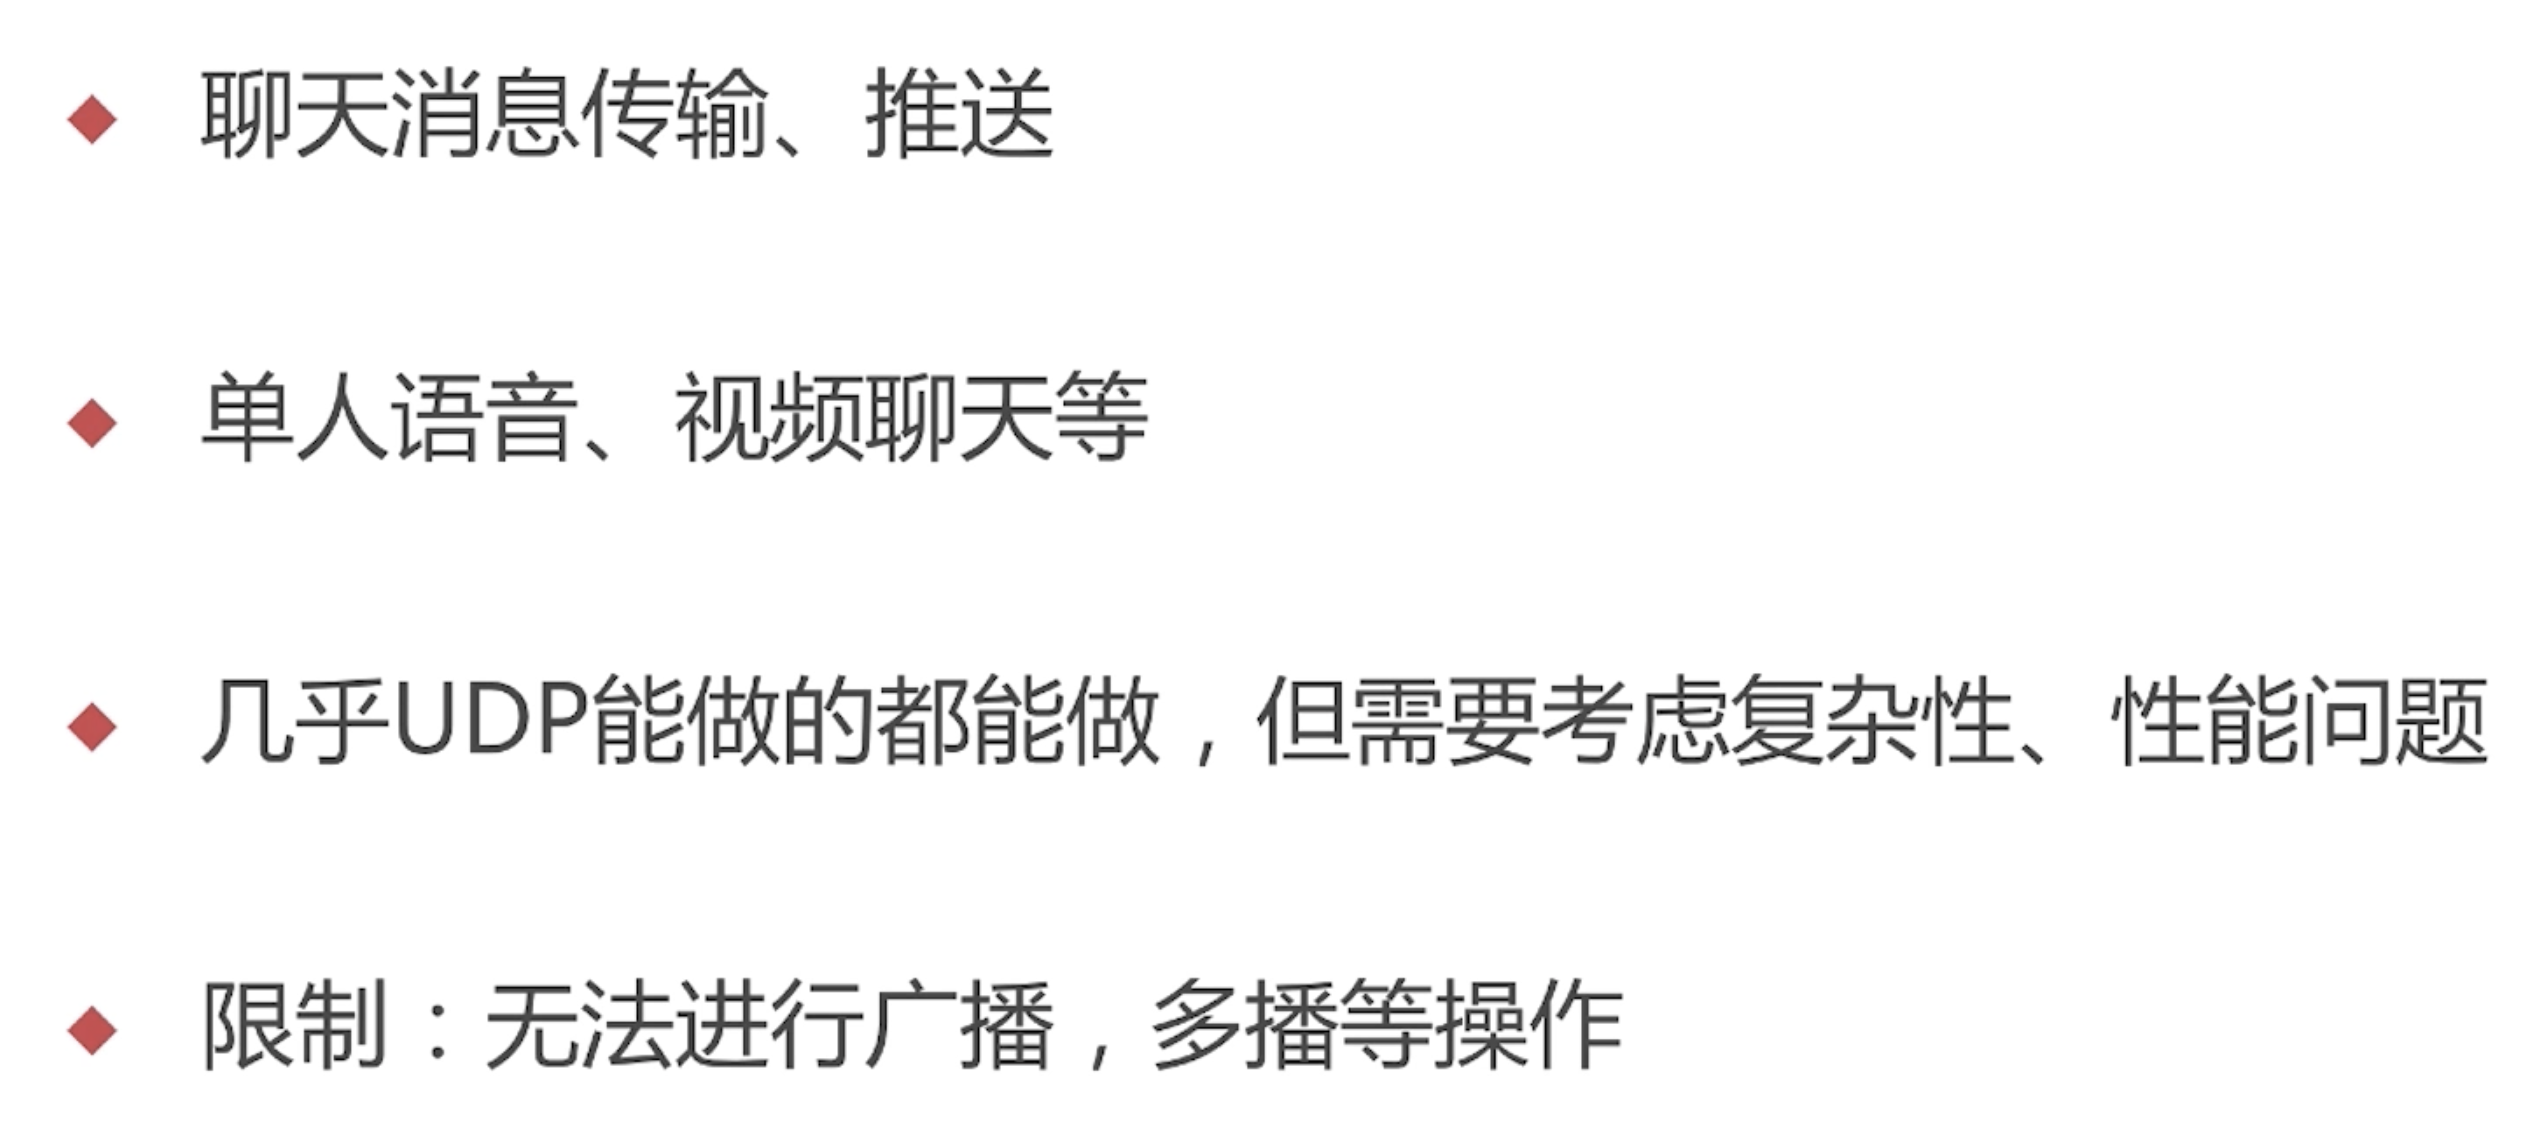 聊天消息传输、推送
单人语音、视频聊天等
几乎UDP能做的都能做，但需要考虑复杂性、性能问题
限制：无法进行广播，多播等操作